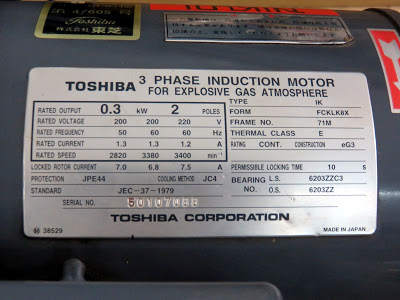 Toshiba
株式会社 東芝
TOSHIBA 3 PHASE INDUCTION MOTOR
FOR EXPLOSIVE GAS ATMOSPHERE
RATED OUTPUT 0.3 kW 2 POLES
RATED VOLTAGE 200 200 220 V
RATED FREQUENCY 50 60 60 Hz
RATED CURRENT 1.3 1.3 1.2 A
RATED SPEED 2820 3380 3400 min⁻¹
LOCKED ROTOR CURRENT 7.0 6.8 7.5 A
PROTECTION JPE44 COOLING METHOD JC4
STANDARD JEC-37-1979
SERIAL NO.
TYPE IK
FORM FCKLK8X
FRAME NO. 71M
THERMAL CLASS E
RATING CONT. CONSTRUCTION eG3
PERMISSIBLE LOCKING TIME 10 s
BEARING L.S. 6203ZZC3
NO. O.S. 6203ZZ
TOSHIBA CORPORATION
38529
MADE IN JAPAN